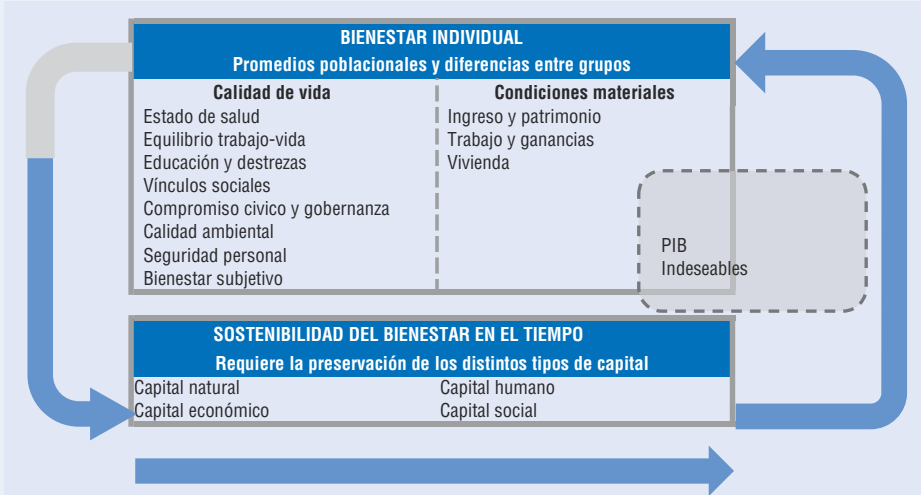 BIENESTAR INDIVIDUAL
Promedios poblacionales y diferencias entre grupos
Calidad de vida
Estado de salud
Equilibrio trabajo-vida
Educación y destrezas
Vínculos sociales
Compromiso civico y gobernanza
Calidad ambiental
Seguridad personal
Bienestar subjetivo
Condiciones materiales
Ingreso y patrimonio
Trabajo y ganancias
Vivienda
PIB
Indeseables
SOSTENIBILIDAD DEL BIENESTAR EN EL TIEMPO
Requiere la preservación de los distintos tipos de capital
Capital natural
Capital económico
Capital humano
Capital social